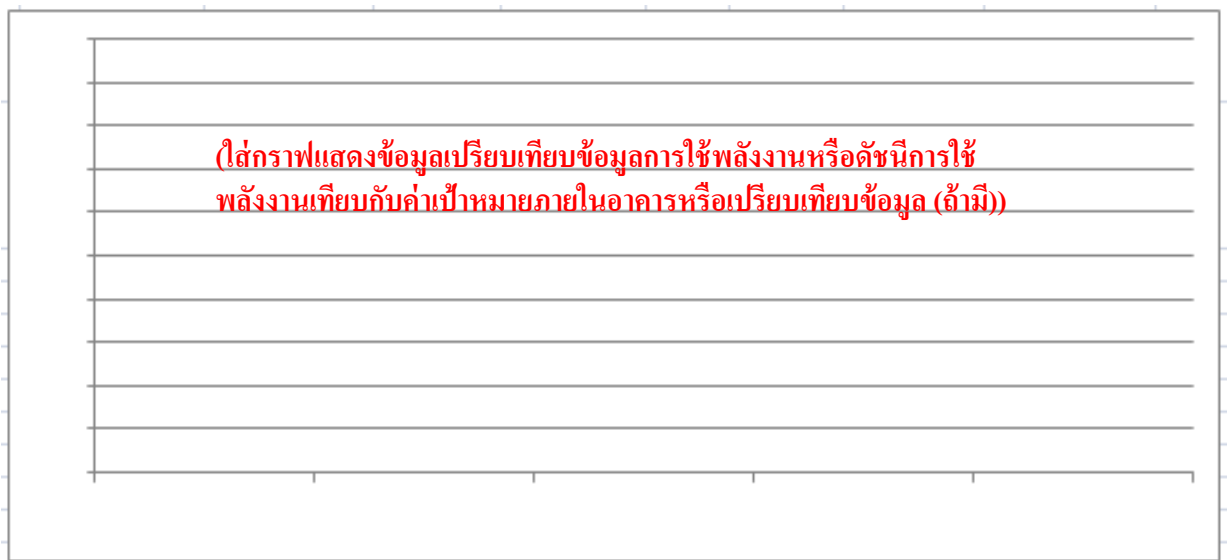 (ใส่กราฟแสดงข้อมูลเปรียบเทียบข้อมูลการใช้พลังงานหรือดัชนีการใช้
พลังงานเทียบกับค่าเป้าหมายภายในอาคารหรือเปรียบเทียบข้อมูล (ถ้ามี))